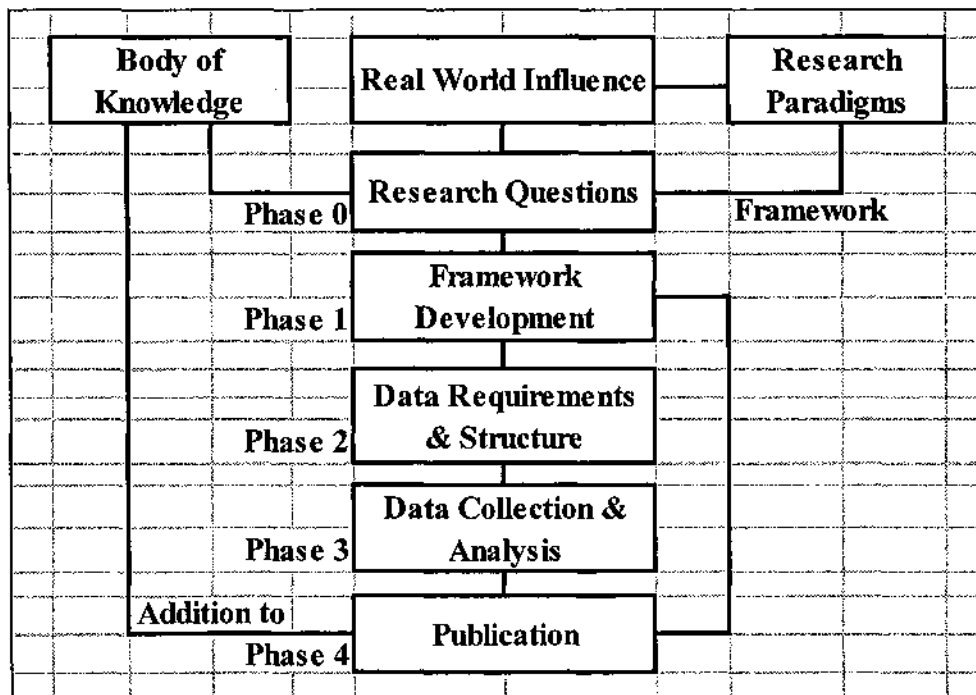 Body of
Knowledge
Real World Influence
Research
Paradigms
Research Questions
Phase 0
Framework
Framework
Development
Phase 1
Data Requirements
& Structure
Phase 2
Data Collection &
Analysis
Phase 3
Addition to
Publication
Phase 4